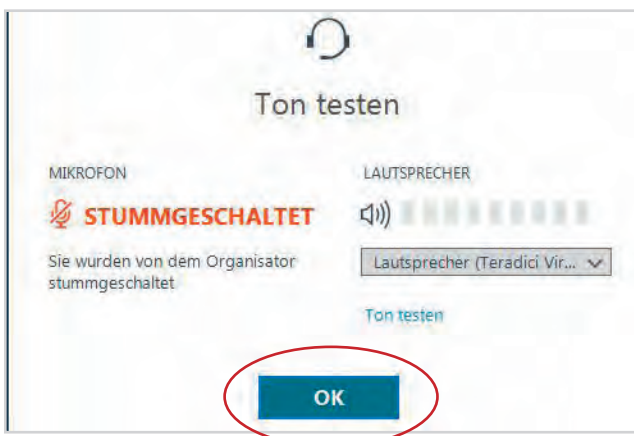 Ton testen
MIKROFON
STUMMGESCHALTET
Sie wurden von dem Organisator
stummgeschaltet
LAUTSPRECHER
Lautsprecher (Teradici Vir...
Ton testen
OK